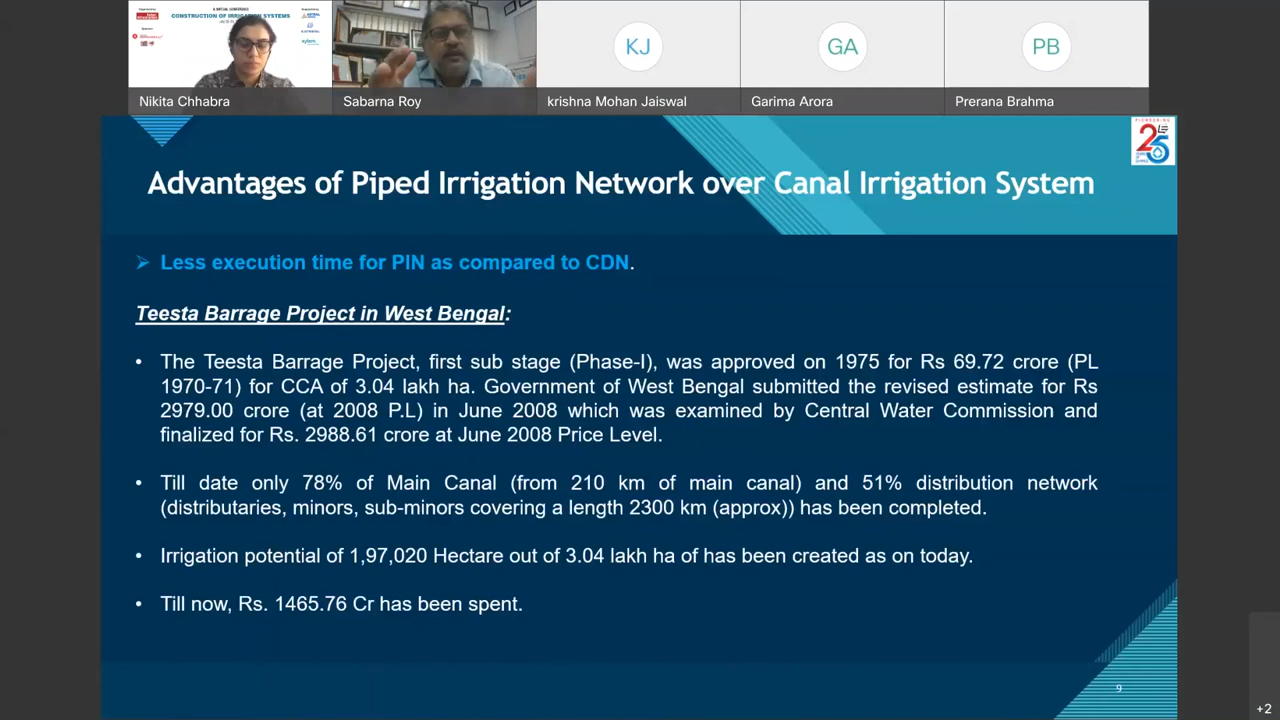 A VIRTUAL CONFERENCE
CONSTRUCTION OF IRRIGATION SYSTEMS
Nikita Chhabra
Sabarna Roy
KJ
krishna Mohan Jaiswal
GA
Garima Arora
PB
Prerana Brahma
PIONEERING
25
Advantages of Piped Irrigation Network over Canal Irrigation System
➢ Less execution time for PIN as compared to CDN.
Teesta Barrage Project in West Bengal:
• The Teesta Barrage Project, first sub stage (Phase-I), was approved on 1975 for Rs 69.72 crore (PL
1970-71) for CCA of 3.04 lakh ha. Government of West Bengal submitted the revised estimate for Rs
2979.00 crore (at 2008 P.L) in June 2008 which was examined by Central Water Commission and
finalized for Rs. 2988.61 crore at June 2008 Price Level.
• Till date only 78% of Main Canal (from 210 km of main canal) and 51% distribution network
(distributaries, minors, sub-minors covering a length 2300 km (approx)) has been completed.
• Irrigation potential of 1,97,020 Hectare out of 3.04 lakh ha of has been created as on today.
• Till now, Rs. 1465.76 Cr has been spent.
9
+2